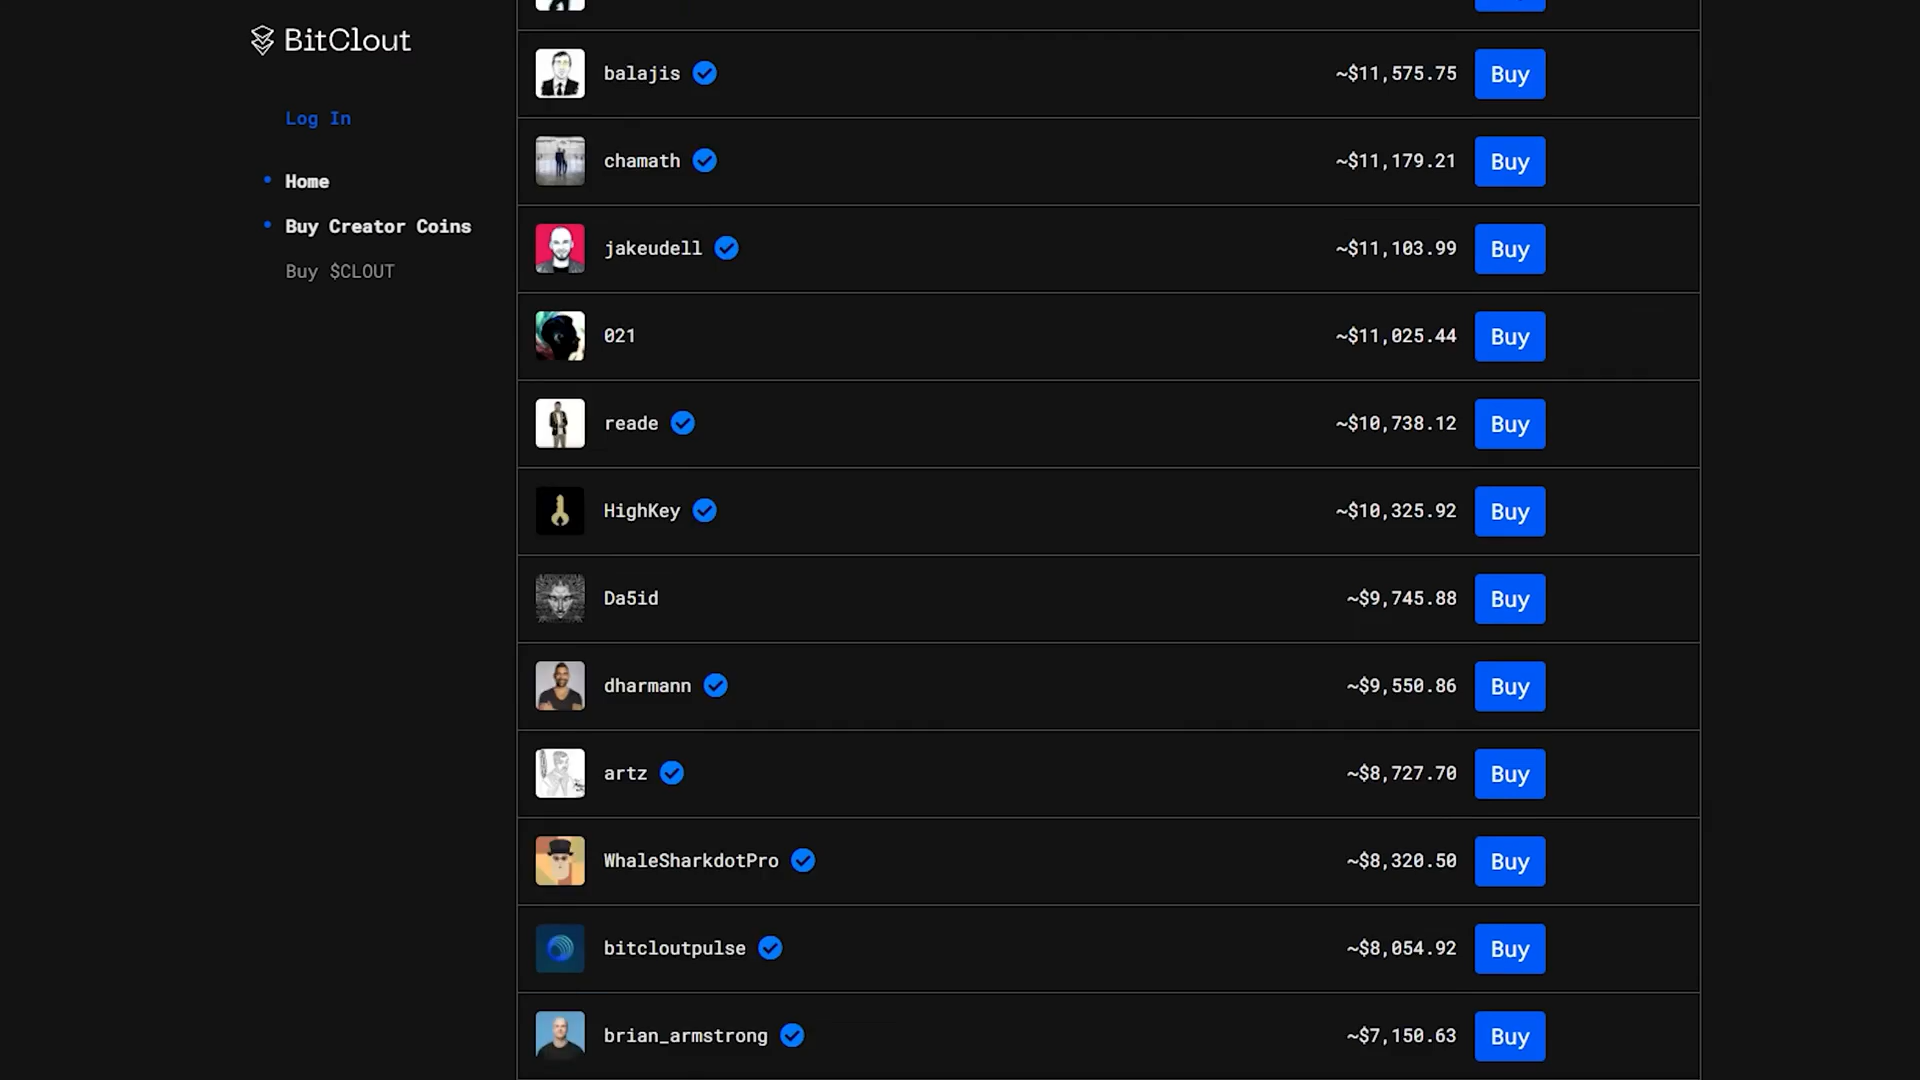 BitClout
Log In
Home
Buy Creator Coins
Buy $CLOUT
balajis ~$11,575.75 Buy
chamath ~$11,179.21 Buy
jakeudell ~$11,103.99 Buy
021 ~$11,025.44 Buy
reade ~$10,738.12 Buy
HighKey ~$10,325.92 Buy
Da5id ~$9,745.88 Buy
dharmann ~$9,550.86 Buy
artz ~$8,727.70 Buy
WhaleSharkdotPro ~$8,320.50 Buy
bitcloutpulse ~$8,054.92 Buy
brian_armstrong ~$7,150.63 Buy